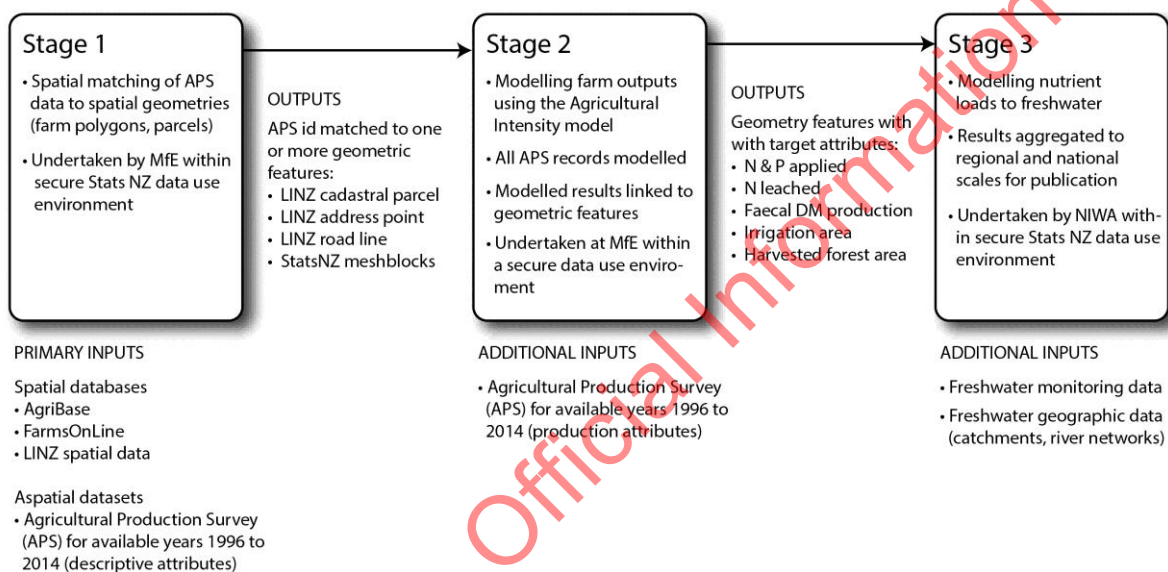 Stage 1
• Spatial matching of APS
data to spatial geometries
(farm polygons, parcels)
• Undertaken by MfE within
secure Stats NZ data use
environment
OUTPUTS
APS id matched to one
or more geometric
features:
• LINZ cadastral parcel
• LINZ address point
• LINZ road line
• StatsNZ meshblocks
Stage 2
• Modelling farm outputs
using the Agricultural
Intensity model
• All APS records modelled
• Modelled results linked to
geometric features
• Undertaken at MfE within
a secure data use enviro-
ment
OUTPUTS
Geometry features with
with target attributes:
• N & P applied
• N leached
• Faecal DM production
• Irrigation area
• Harvested forest area
Stage 3
• Modelling nutrient
loads to freshwater
• Results aggregated to
regional and national
scales for publication
• Undertaken by NIWA with-
in secure Stats NZ data use
environment
PRIMARY INPUTS
Spatial databases
• AgriBase
• FarmsOnLine
• LINZ spatial data
Aspatial datasets
• Agricultural Production Survey
(APS) for available years 1996 to
2014 (descriptive attributes)
ADDITIONAL INPUTS
• Agricultural Production Survey
(APS) for available years 1996 to
2014 (production attributes)
ADDITIONAL INPUTS
• Freshwater monitoring data
• Freshwater geographic data
(catchments, river networks)
Official Information